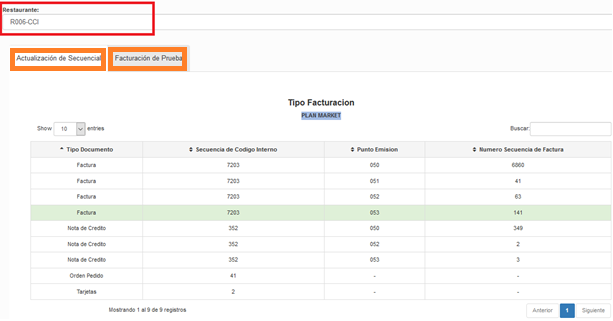 Restaurante:
R006-CCI
Actualización de Secuencial Facturación de Prueba
Tipo Facturacion
PLAN MARKET
Show 10 entries Buscar:
Tipo Documento Secuencia de Codigo Interno Punto Emision Numero Secuencia de Factura
Factura 7203 050 6860
Factura 7203 051 41
Factura 7203 052 63
Factura 7203 053 141
Nota de Credito 352 050 349
Nota de Credito 352 052 2
Nota de Credito 352 053 3
Orden Pedido 41 - -
Tarjetas 2 - -
Mostrando 1 al 9 de 9 registros Anterior 1 Siguiente